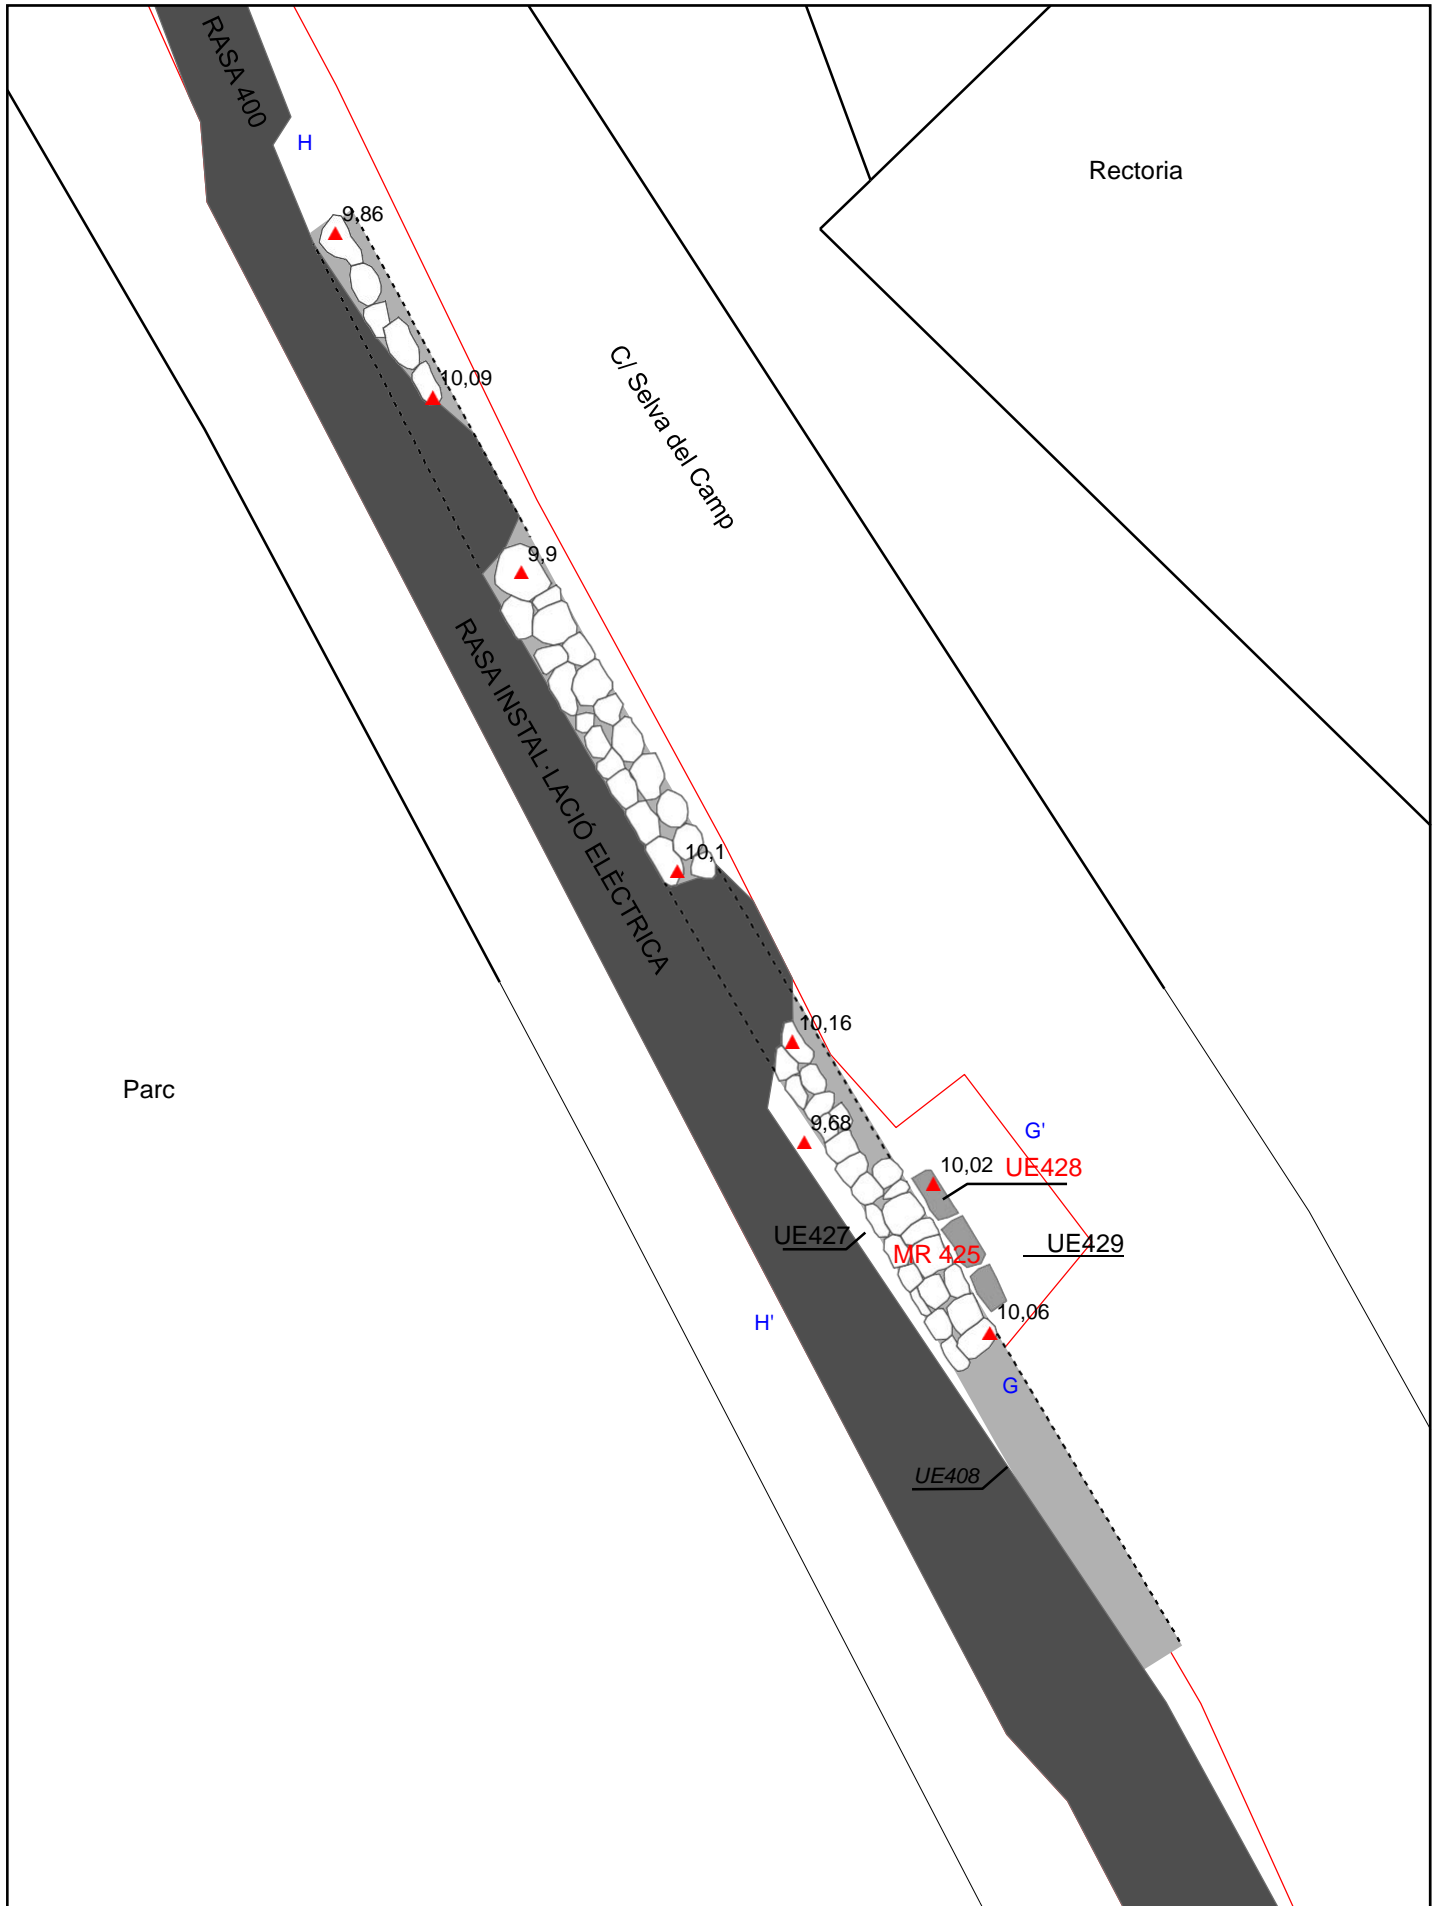 RASA 400
H
Rectoria
9,86
C/ Selva del Camp
10,09
9,9
RASA INSTAL·LACIÓ ELÈCTRICA
10,1
10,16
Parc
9,68
G'
10,02
UE428
UE427
MR 425
UE429
10,06
H'
G
UE408